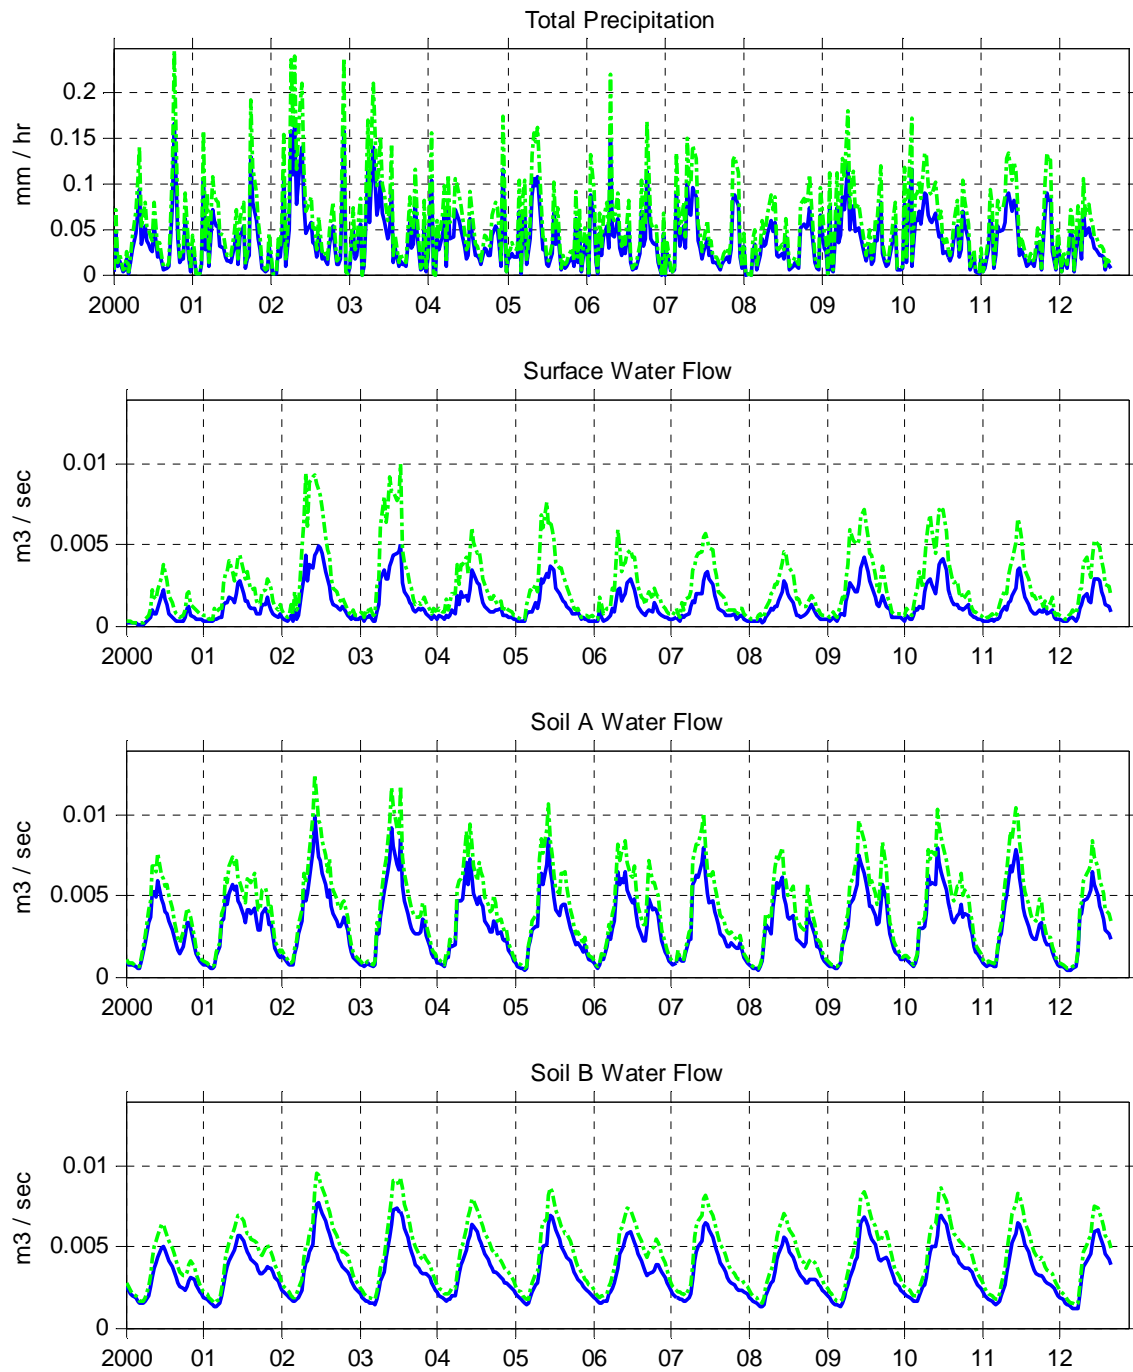 Total Precipitation
mm / hr
0.2
0.15
0.1
0.05
0
2000 01 02 03 04 05 06 07 08 09 10 11 12
Surface Water Flow
m3 / sec
0.01
0.005
0
2000 01 02 03 04 05 06 07 08 09 10 11 12
Soil A Water Flow
m3 / sec
0.01
0.005
0
2000 01 02 03 04 05 06 07 08 09 10 11 12
Soil B Water Flow
m3 / sec
0.01
0.005
0
2000 01 02 03 04 05 06 07 08 09 10 11 12